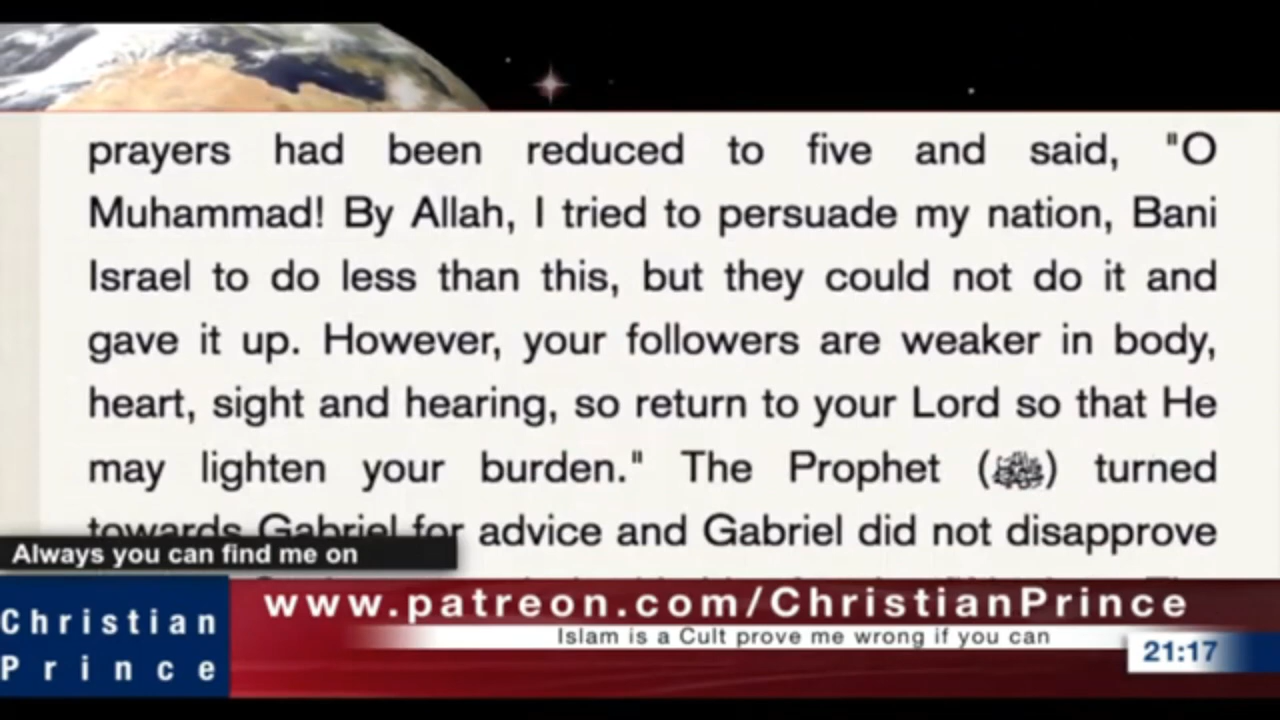 prayers had been reduced to five and said, "O
Muhammad! By Allah, I tried to persuade my nation, Bani
Israel to do less than this, but they could not do it and
gave it up. However, your followers are weaker in body,
heart, sight and hearing, so return to your Lord so that He
may lighten your burden." The Prophet (ﷺ) turned
towards Gabriel for advice and Gabriel did not disapprove
Always you can find me on
Christian
Prince
www.patreon.com/ChristianPrince
Islam is a Cult prove me wrong if you can
21:17